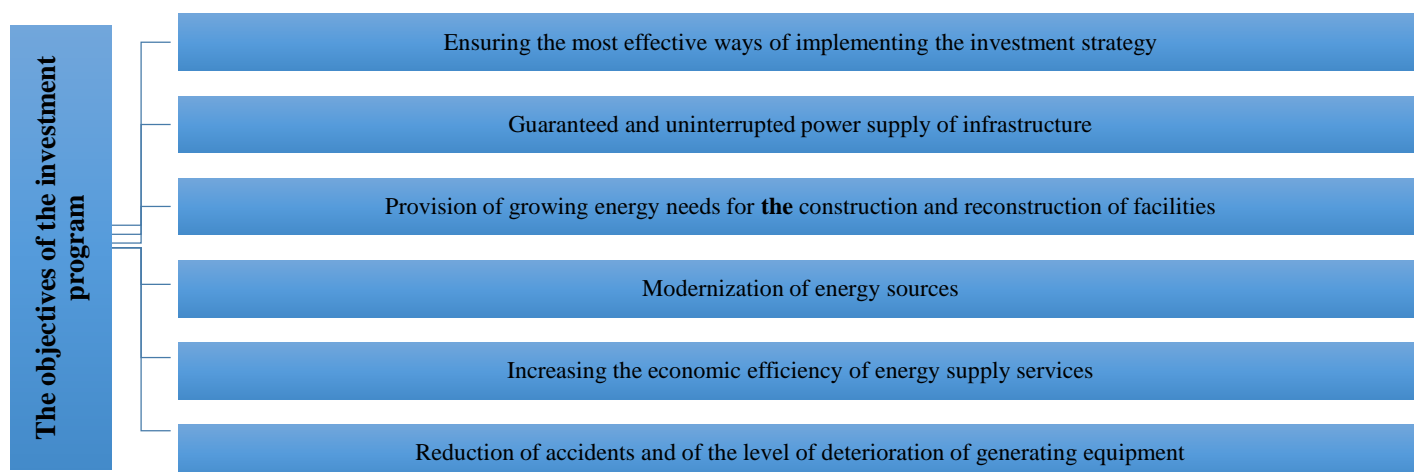 The objectives of the investment
program
Ensuring the most effective ways of implementing the investment strategy
Guaranteed and uninterrupted power supply of infrastructure
Provision of growing energy needs for the construction and reconstruction of facilities
Modernization of energy sources
Increasing the economic efficiency of energy supply services
Reduction of accidents and of the level of deterioration of generating equipment